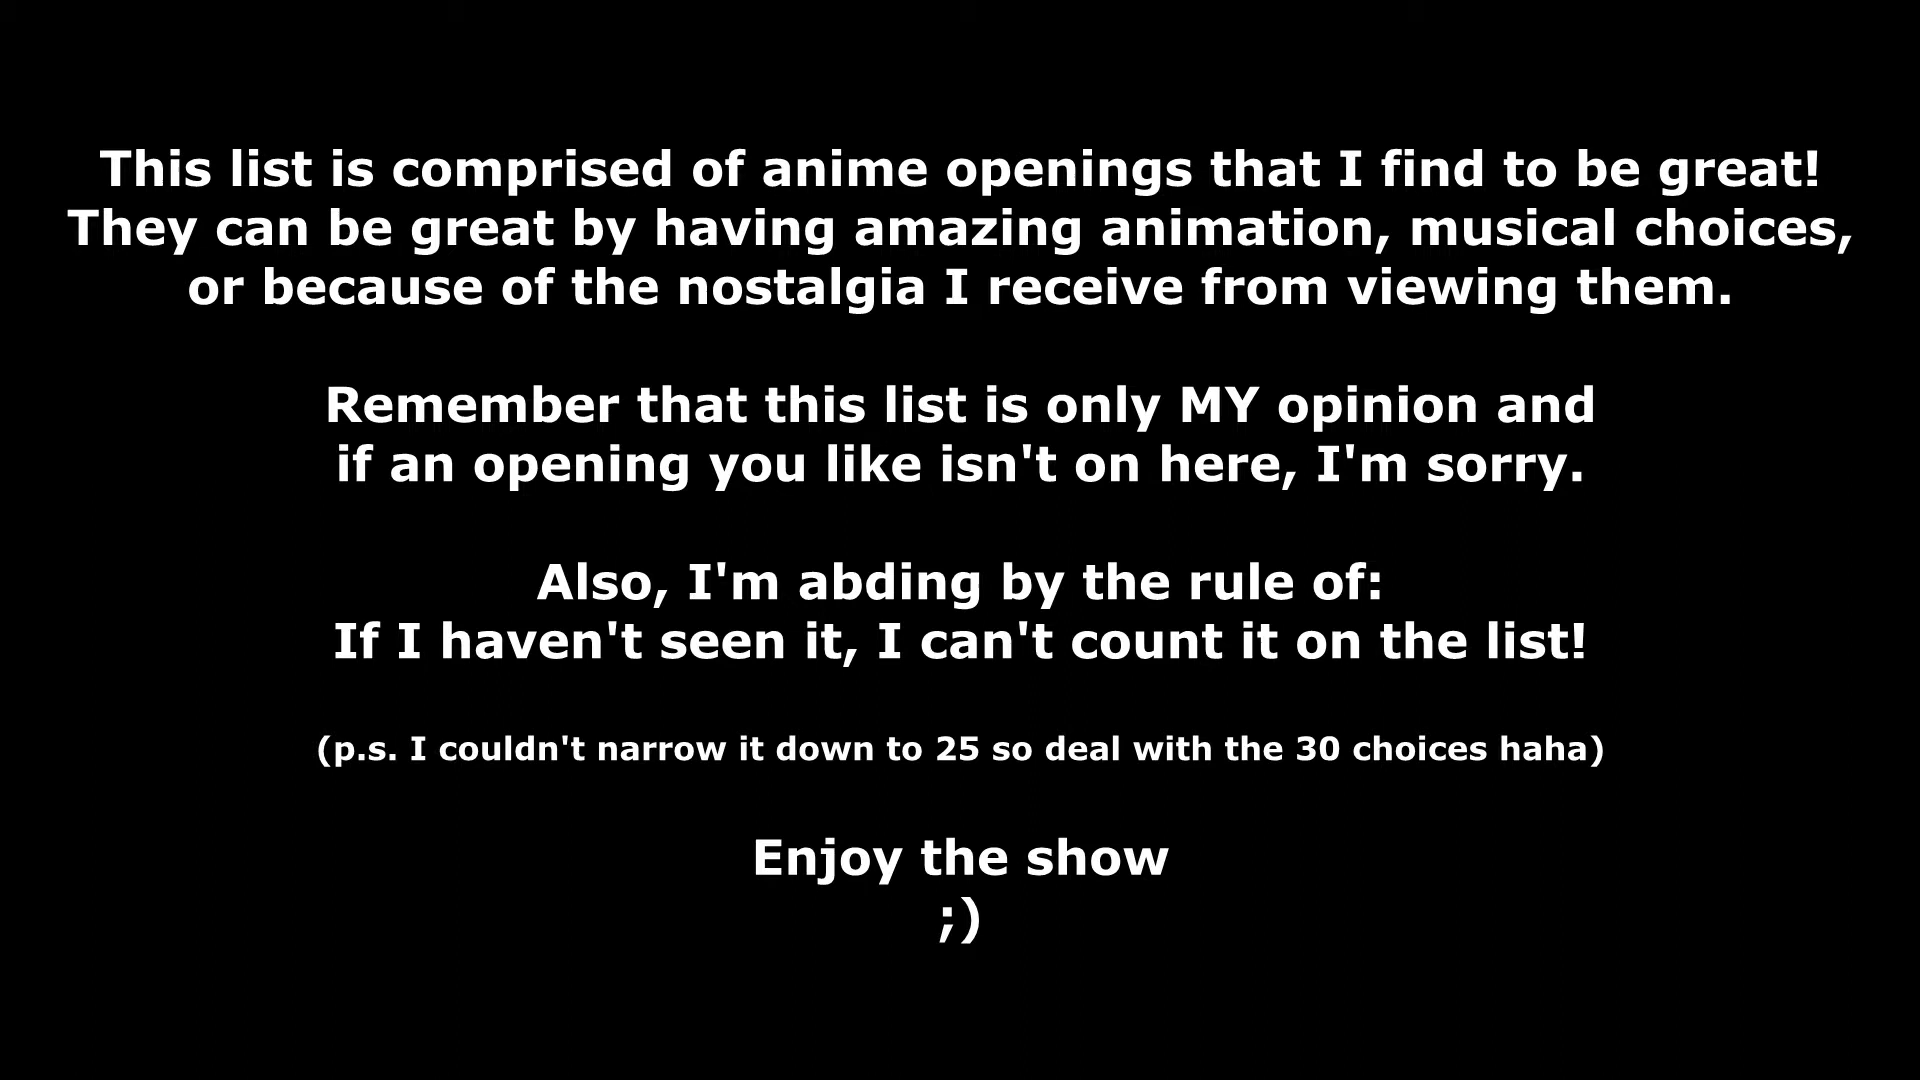 This list is comprised of anime openings that I find to be great!
They can be great by having amazing animation, musical choices,
or because of the nostalgia I receive from viewing them.
Remember that this list is only MY opinion and
if an opening you like isn't on here, I'm sorry.
Also, I'm abding by the rule of:
If I haven't seen it, I can't count it on the list!
(p.s. I couldn't narrow it down to 25 so deal with the 30 choices haha)
Enjoy the show
;)